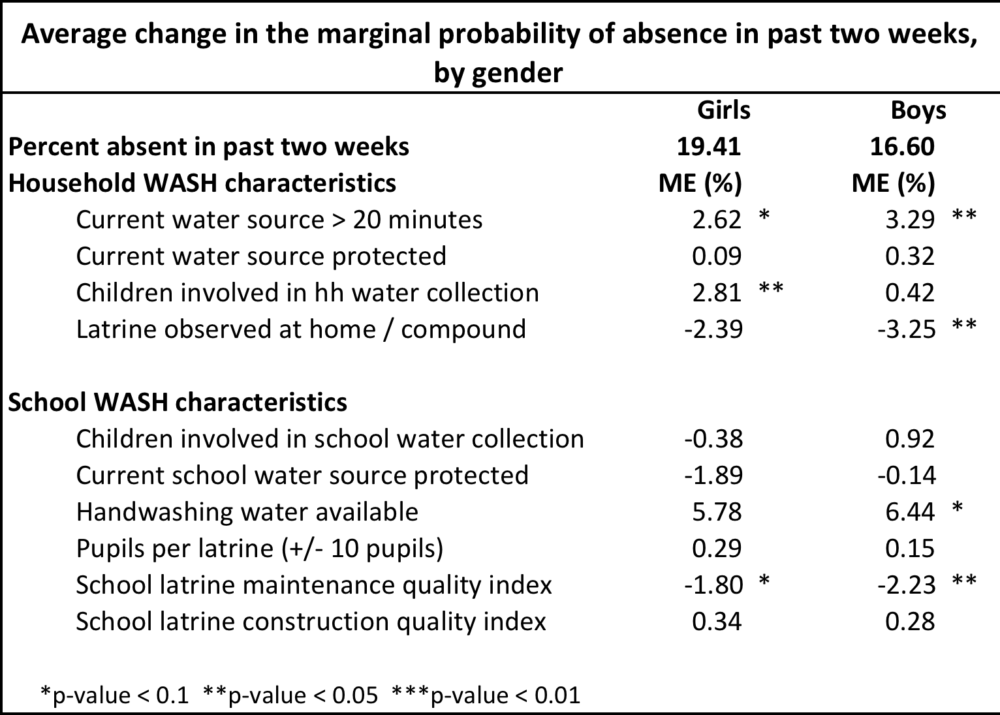 Average change in the marginal probability of absence in past two weeks,
by gender
Girls Boys
Percent absent in past two weeks 19.41 16.60
Household WASH characteristics ME (%) ME (%)
Current water source > 20 minutes 2.62 * 3.29 **
Current water source protected 0.09 0.32
Children involved in hh water collection 2.81 ** 0.42
Latrine observed at home / compound -2.39 -3.25 **
School WASH characteristics
Children involved in school water collection -0.38 0.92
Current school water source protected -1.89 -0.14
Handwashing water available 5.78 6.44 *
Pupils per latrine (+/- 10 pupils) 0.29 0.15
School latrine maintenance quality index -1.80 * -2.23 **
School latrine construction quality index 0.34 0.28
*p-value < 0.1 **p-value < 0.05 ***p-value < 0.01